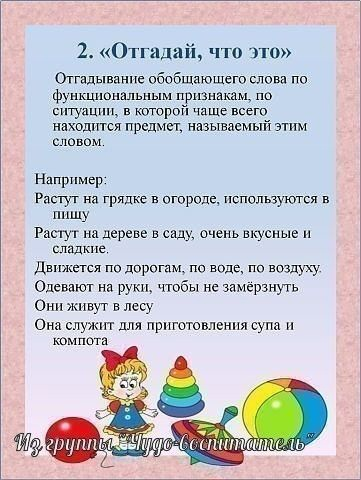 2. «Отгадай, что это»
Отгадывание обобщающего слова по
функциональным признакам, по
ситуации, в которой чаще всего
находится предмет, называемый этим
словом.
Например:
Растут на грядке в огороде, используются в
пищу
Растут на дереве в саду, очень вкусные и
сладкие.
Движется по дорогам, по воде, по воздуху.
Одевают на руки, чтобы не замёрзнуть
Они живут в лесу
Она служит для приготовления супа и
компота
Из группы "Чудо-воспитатель"